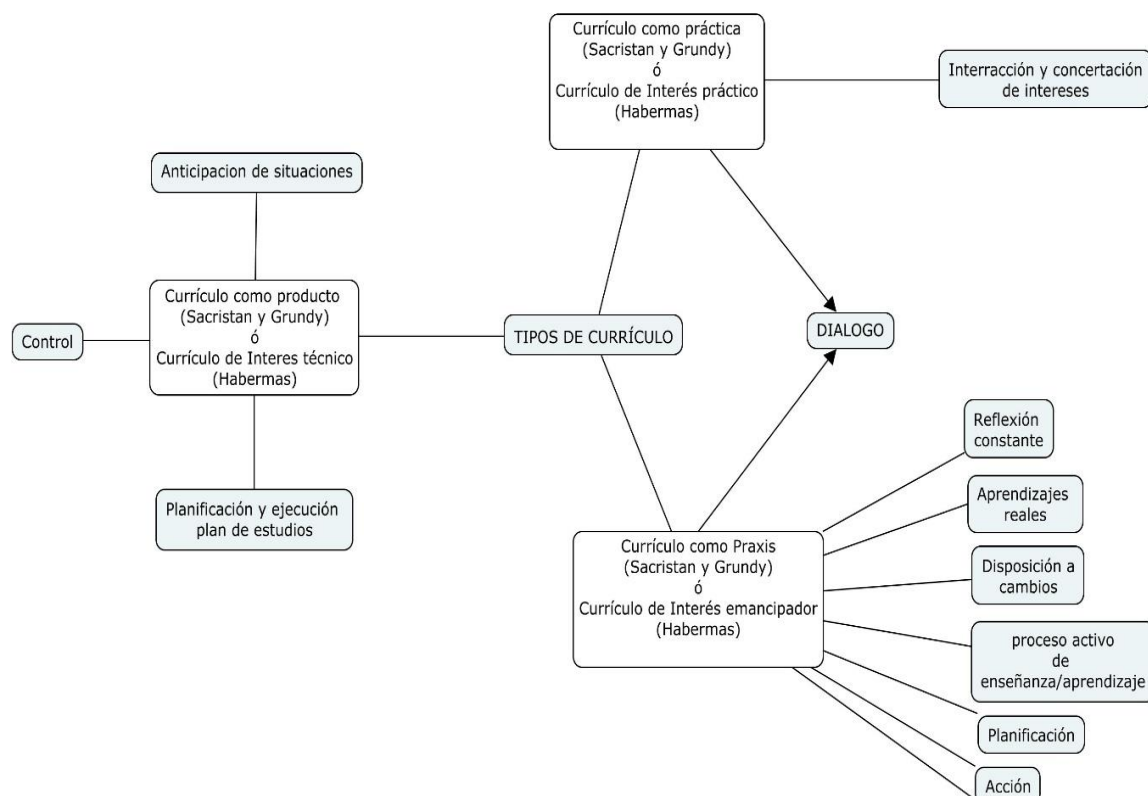 Currículo como práctica
(Sacristan y Grundy)
ó
Currículo de Interés práctico
(Habermas)
Interracción y concertación
de intereses
Anticipacion de situaciones
Currículo como producto
(Sacristan y Grundy)
ó
Currículo de Interes técnico
(Habermas)
Control
TIPOS DE CURRÍCULO
DIALOGO
Planificación y ejecución
plan de estudios
Currículo como Praxis
(Sacristan y Grundy)
ó
Currículo de Interés emancipador
(Habermas)
Reflexión
constante
Aprendizajes
reales
Disposición a
cambios
proceso activo
de
enseñanza/aprendizaje
Planificación
Acción